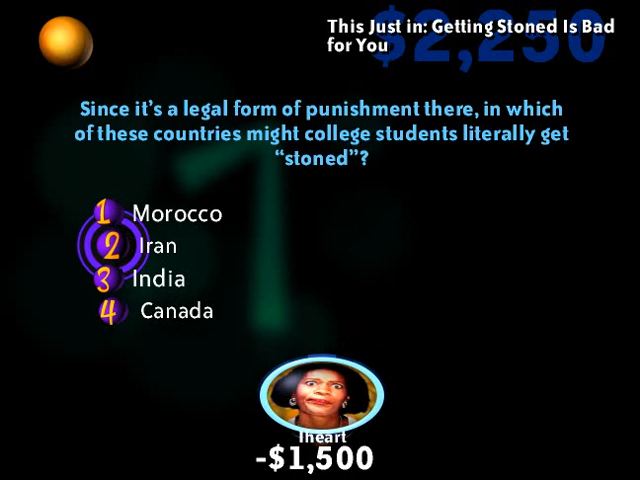 $2,250
This Just in: Getting Stoned Is Bad
for You
Since it's a legal form of punishment there, in which
of these countries might college students literally get
“stoned”?
1 Morocco
2 Iran
3 India
4 Canada
Iheart
-$1,500